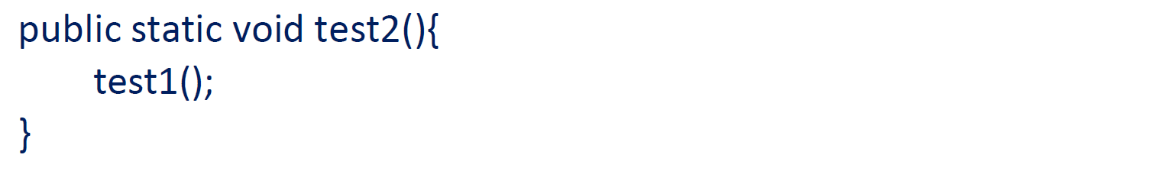 public static void test2(){
test1();
}